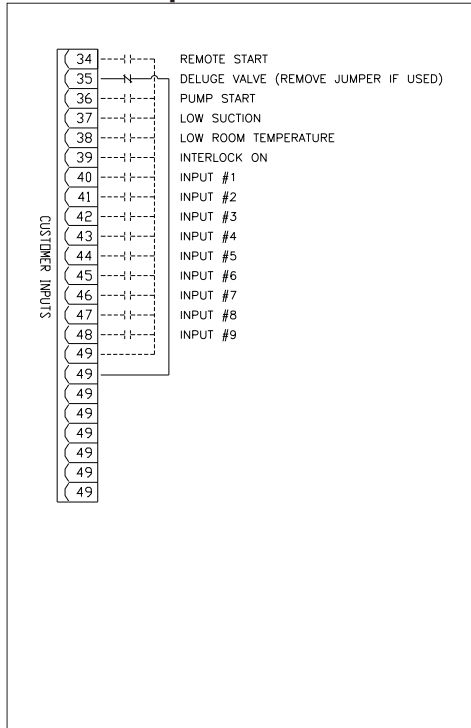 34 REMOTE START
35 DELUGE VALVE (REMOVE JUMPER IF USED)
36 PUMP START
37 LOW SUCTION
38 LOW ROOM TEMPERATURE
39 INTERLOCK ON
40 INPUT #1
41 INPUT #2
42 INPUT #3
43 INPUT #4
44 INPUT #5
45 INPUT #6
46 INPUT #7
47 INPUT #8
48 INPUT #9
49
49
49
49
49
49
49
49
CUSTOMER INPUTS